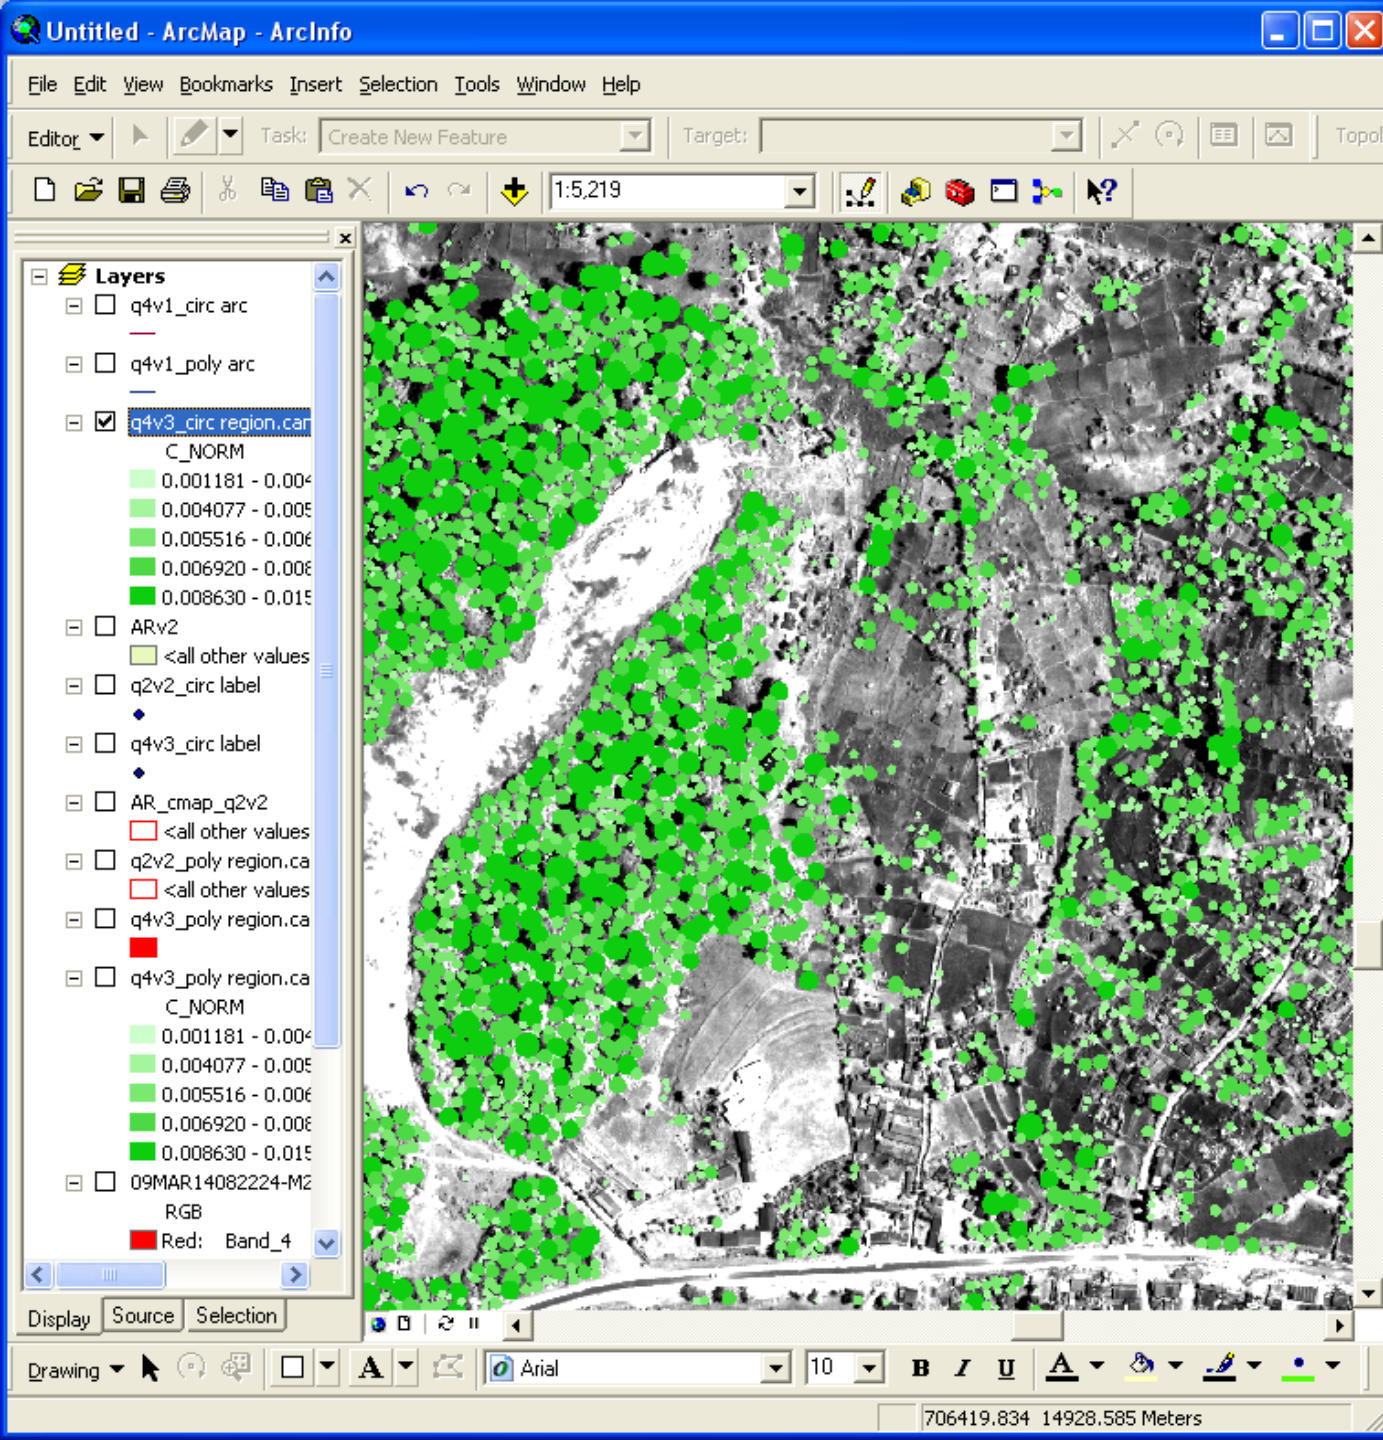 Untitled - ArcMap - ArcInfo
File Edit View Bookmarks Insert Selection Tools Window Help
Editor Task: Create New Feature Target: Topol
1:5,219
Layers
q4v1_circ arc
q4v1_poly arc
q4v3_circ region.car
C_NORM
0.001181 - 0.004
0.004077 - 0.005
0.005516 - 0.006
0.006920 - 0.008
0.008630 - 0.015
ARv2
<all other values
q2v2_circ label
q4v3_circ label
AR_cmap_q2v2
<all other values
q2v2_poly region.ca
<all other values
q4v3_poly region.ca
q4v3_poly region.ca
C_NORM
0.001181 - 0.004
0.004077 - 0.005
0.005516 - 0.006
0.006920 - 0.008
0.008630 - 0.015
09MAR14082224-M2
RGB
Red: Band_4
Display Source Selection
Drawing A Arial 10 B I U A
706419.834 14928.585 Meters